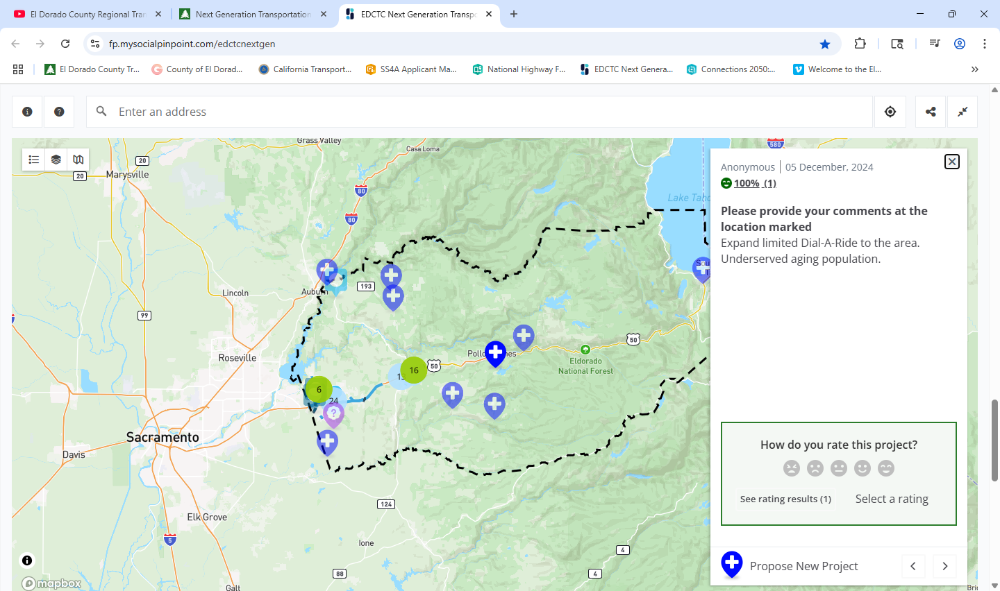 El Dorado County Regional Tran
Next Generation Transportation
EDCTC Next Generation Transpo
fp.mysocialpinpoint.com/edctcnextgen
El Dorado County Tr...
County of El Dorad...
California Transport...
SS4A Applicant Ma...
National Highway F...
EDCTC Next Genera...
Connections 2050:...
Welcome to the El...
Enter an address
Grass Valley
Casa Loma
580
20
Marysville
20
80
Lake Taho
80
Auburn
193
Lincoln
99
50
Roseville
Eldorado
National Forest
50
16
6
24
Sacramento
Davis
124
Elk Grove
5
Ione
4
88
4
Galt
mapbox
Anonymous | 05 December, 2024
100% (1)
Please provide your comments at the
location marked
Expand limited Dial-A-Ride to the area.
Underserved aging population.
How do you rate this project?
See rating results (1)
Select a rating
Propose New Project